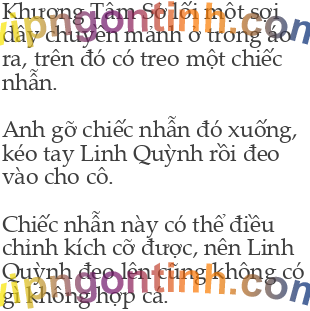 Khương Tầm Sơ lôi một sợi
dây chuyền mảnh ở trong áo
ra, trên đó có treo một chiếc
nhẫn.
Anh gỡ chiếc nhẫn đó xuống,
kéo tay Linh Quỳnh rồi đeo
vào cho cô.
Chiếc nhẫn này có thể điều
chỉnh kích cỡ được, nên Linh
Quỳnh đeo lên cũng không có
gì không hợp cả.
vipngontinh.com
vipngontinh.com